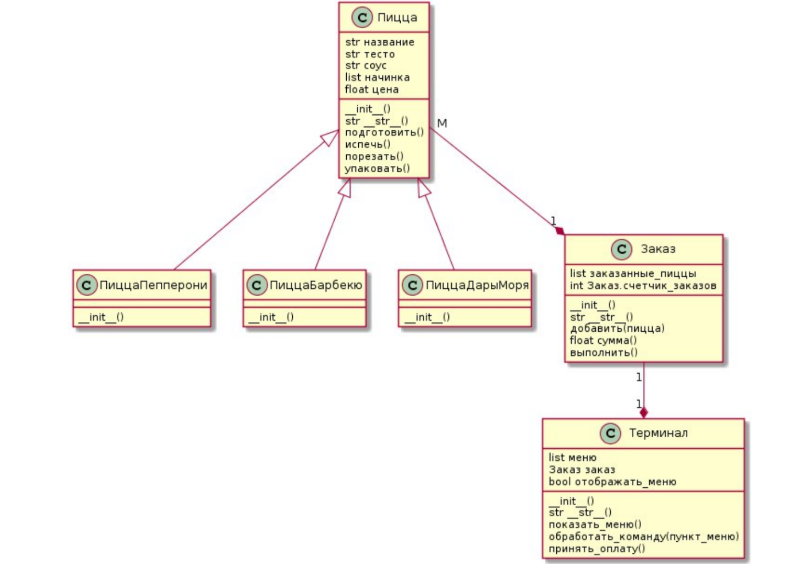 C Пицца
str название
str тесто
str соус
list начинка
float цена
__init__()
str __str__()
подготовить()
испечь()
порезать()
упаковать()
M
1
C ПиццаПепперони
__init__()
C ПиццаБарбекю
__init__()
C ПиццаДарыМоря
__init__()
C Заказ
list заказанные_пиццы
int Заказ.счетчик_заказов
__init__()
str __str__()
добавить(пицца)
float сумма()
выполнить()
1
1
C Терминал
list меню
Заказ заказ
bool отображать_меню
__init__()
str __str__()
показать_меню()
обработать_команду(пункт_меню)
принять_оплату()